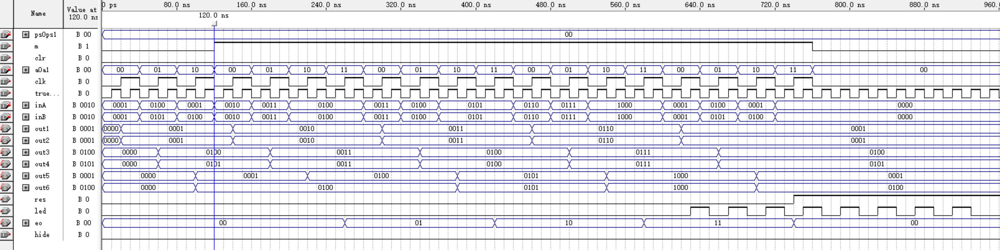 0 ps 80.0 ns 160.0 ns 240.0 ns 320.0 ns 400.0 ns 480.0 ns 560.0 ns 640.0 ns 720.0 ns 800.0 ns 880.0 ns 960.
Name Value at
120.0 ns
120.0 ns
ps0ps1 B 00 00
m B 1
clr B 0
a0a1 B 00 00 01 10 00 01 10 11 00 01 10 11 00 01 10 11 00 01 10 11 00
clk B 0
true... B 0
inA B 0010 0001 0100 0001 0010 0011 0100 0011 0100 0101 0110 0111 1000 0001 0100 0001 0000
inB B 0010 0001 0101 0100 0010 0011 0100 0011 0100 0101 0110 0111 1000 0001 0101 0100 0000
out1 B 0001 0000 0001 0010 0011 0110 0001
out2 B 0001 0000 0001 0010 0011 0110 0001
out3 B 0100 0000 0100 0011 0100 0111 0100
out4 B 0101 0000 0101 0011 0100 0111 0101
out5 B 0001 0000 0001 0100 0101 1000 0001
out6 B 0100 0000 0100 0101 1000 0100
res B 0
led B 0
eo B 00 00 01 10 11 00
hide B 0